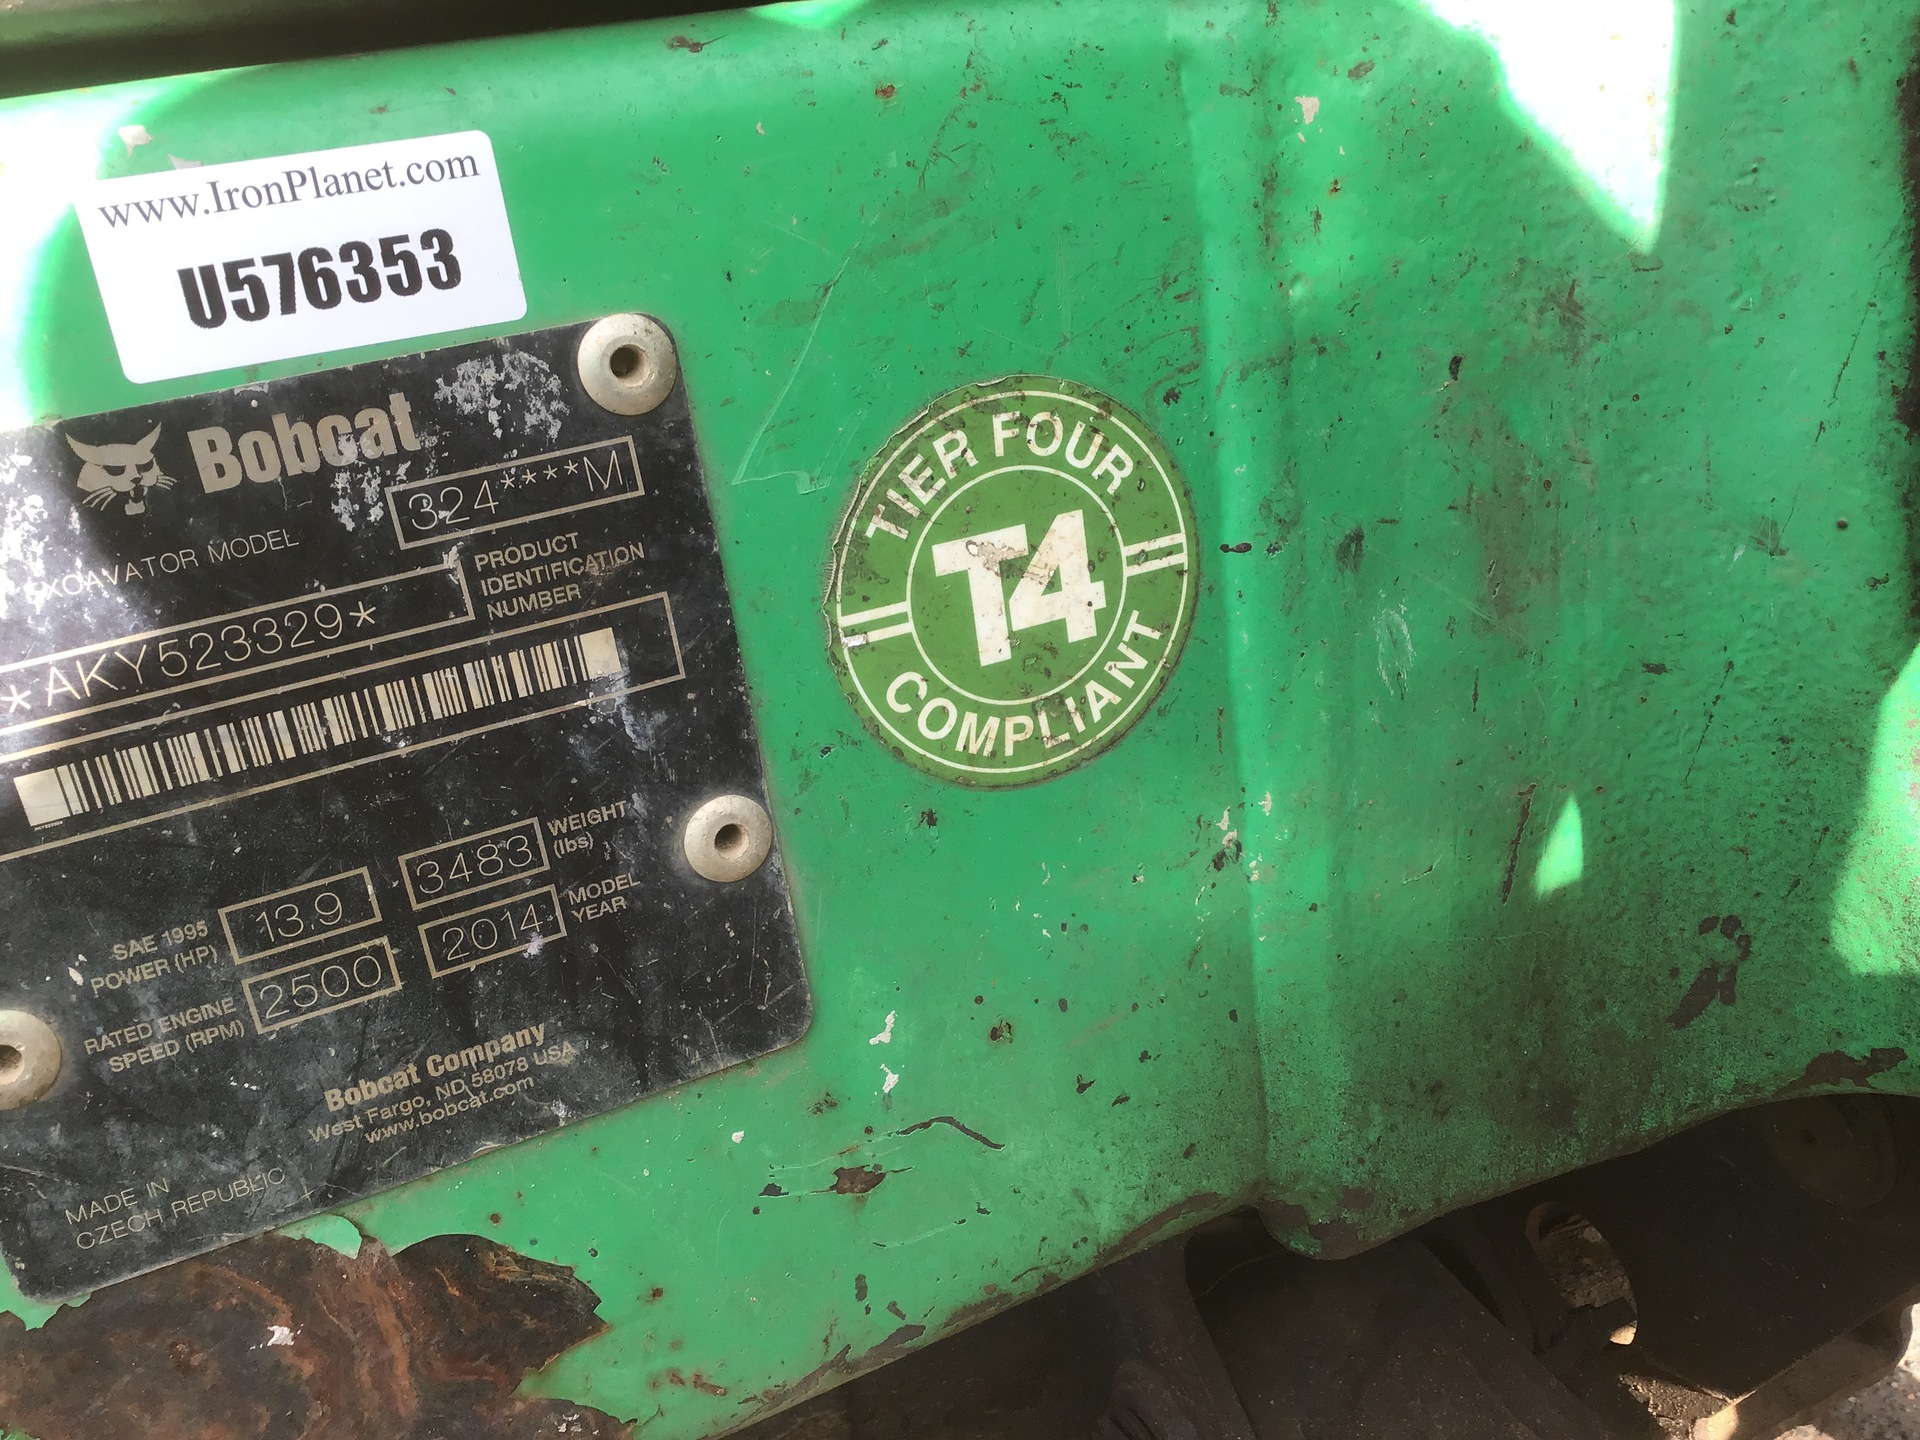 www.IronPlanet.com
U576353
Bobcat
324****M
EXCAVATOR MODEL
PRODUCT
IDENTIFICATION
NUMBER
*AKY523329*
SAE 1995
POWER (HP)
13.9
3483
WEIGHT
(lbs)
RATED ENGINE
SPEED (RPM)
2500
2014
MODEL
YEAR
Bobcat Company
West Fargo, ND 58078 USA
www.bobcat.com
MADE IN
CZECH REPUBLIC
TIER FOUR
T4
COMPLIANT